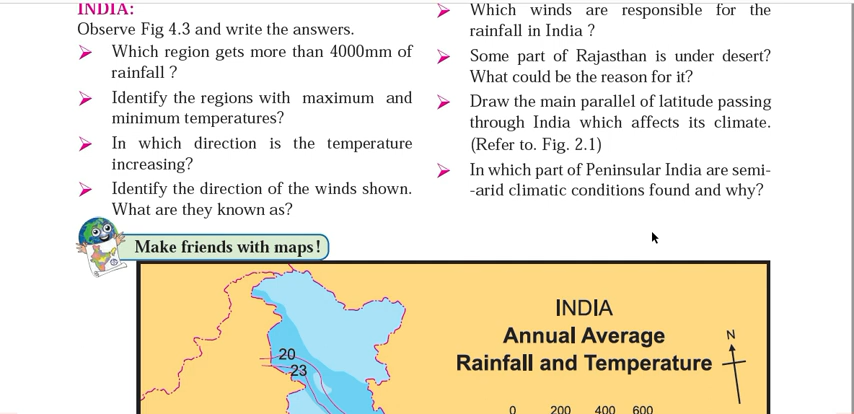 INDIA:
Observe Fig 4.3 and write the answers.
Which region gets more than 4000mm of
rainfall ?
Identify the regions with maximum and
minimum temperatures?
In which direction is the temperature
increasing?
Identify the direction of the winds shown.
What are they known as?
Which winds are responsible for the
rainfall in India ?
Some part of Rajasthan is under desert?
What could be the reason for it?
Draw the main parallel of latitude passing
through India which affects its climate.
(Refer to. Fig. 2.1)
In which part of Peninsular India are semi-
-arid climatic conditions found and why?
Make friends with maps!
INDIA
Annual Average
Rainfall and Temperature
N
20
23
0 200 400 600